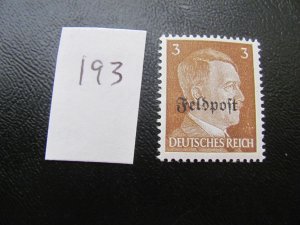 193
3 3
Feldpost
DEUTSCHES REICH